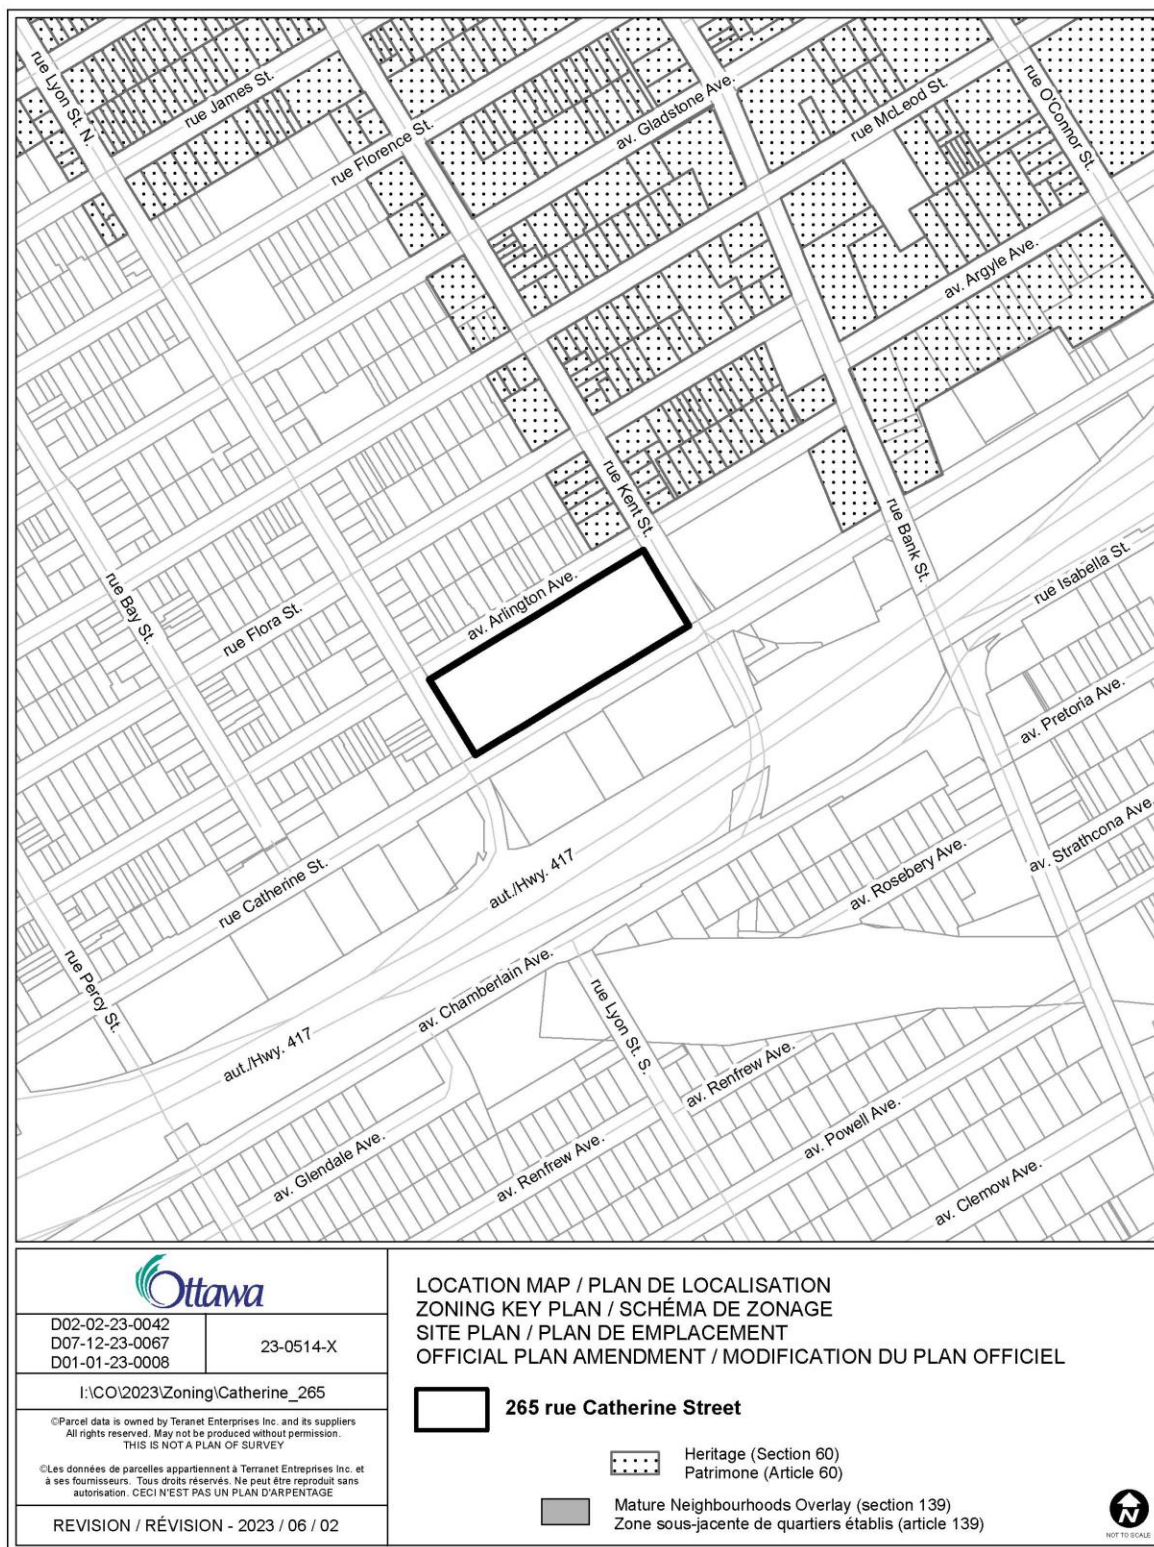 rue Lyon St. N.
rue James St.
rue Florence St.
av. Gladstone Ave.
rue McLeod St.
rue O'Connor St.
av. Argyle Ave.
rue Kent St.
rue Bank St.
rue Isabella St.
av. Arlington Ave.
rue Bay St.
rue Flora St.
av. Pretoria Ave.
av. Strathcona Ave.
av. Rosebery Ave.
aut./Hwy. 417
rue Catherine St.
rue Percy St.
av. Chamberlain Ave.
rue Lyon St. S.
aut./Hwy. 417
av. Renfrew Ave.
av. Powell Ave.
av. Glendale Ave.
av. Renfrew Ave.
av. Clemow Ave.
Ottawa
D02-02-23-0042
D07-12-23-0067
D01-01-23-0008
23-0514-X
I:\CO\2023\Zoning\Catherine_265
©Parcel data is owned by Teranet Enterprises Inc. and its suppliers
All rights reserved. May not be produced without permission.
THIS IS NOT A PLAN OF SURVEY
©Les données de parcelles appartiennent à Terranet Entreprises Inc. et
à ses fournisseurs. Tous droits réservés. Ne peut être reproduit sans
autorisation. CECI N'EST PAS UN PLAN D'ARPENTAGE
REVISION / RÉVISION - 2023 / 06 / 02
LOCATION MAP / PLAN DE LOCALISATION
ZONING KEY PLAN / SCHÉMA DE ZONAGE
SITE PLAN / PLAN DE EMPLACEMENT
OFFICIAL PLAN AMENDMENT / MODIFICATION DU PLAN OFFICIEL
265 rue Catherine Street
Heritage (Section 60)
Patrimone (Article 60)
Mature Neighbourhoods Overlay (section 139)
Zone sous-jacente de quartiers établis (article 139)
N
NOT TO SCALE